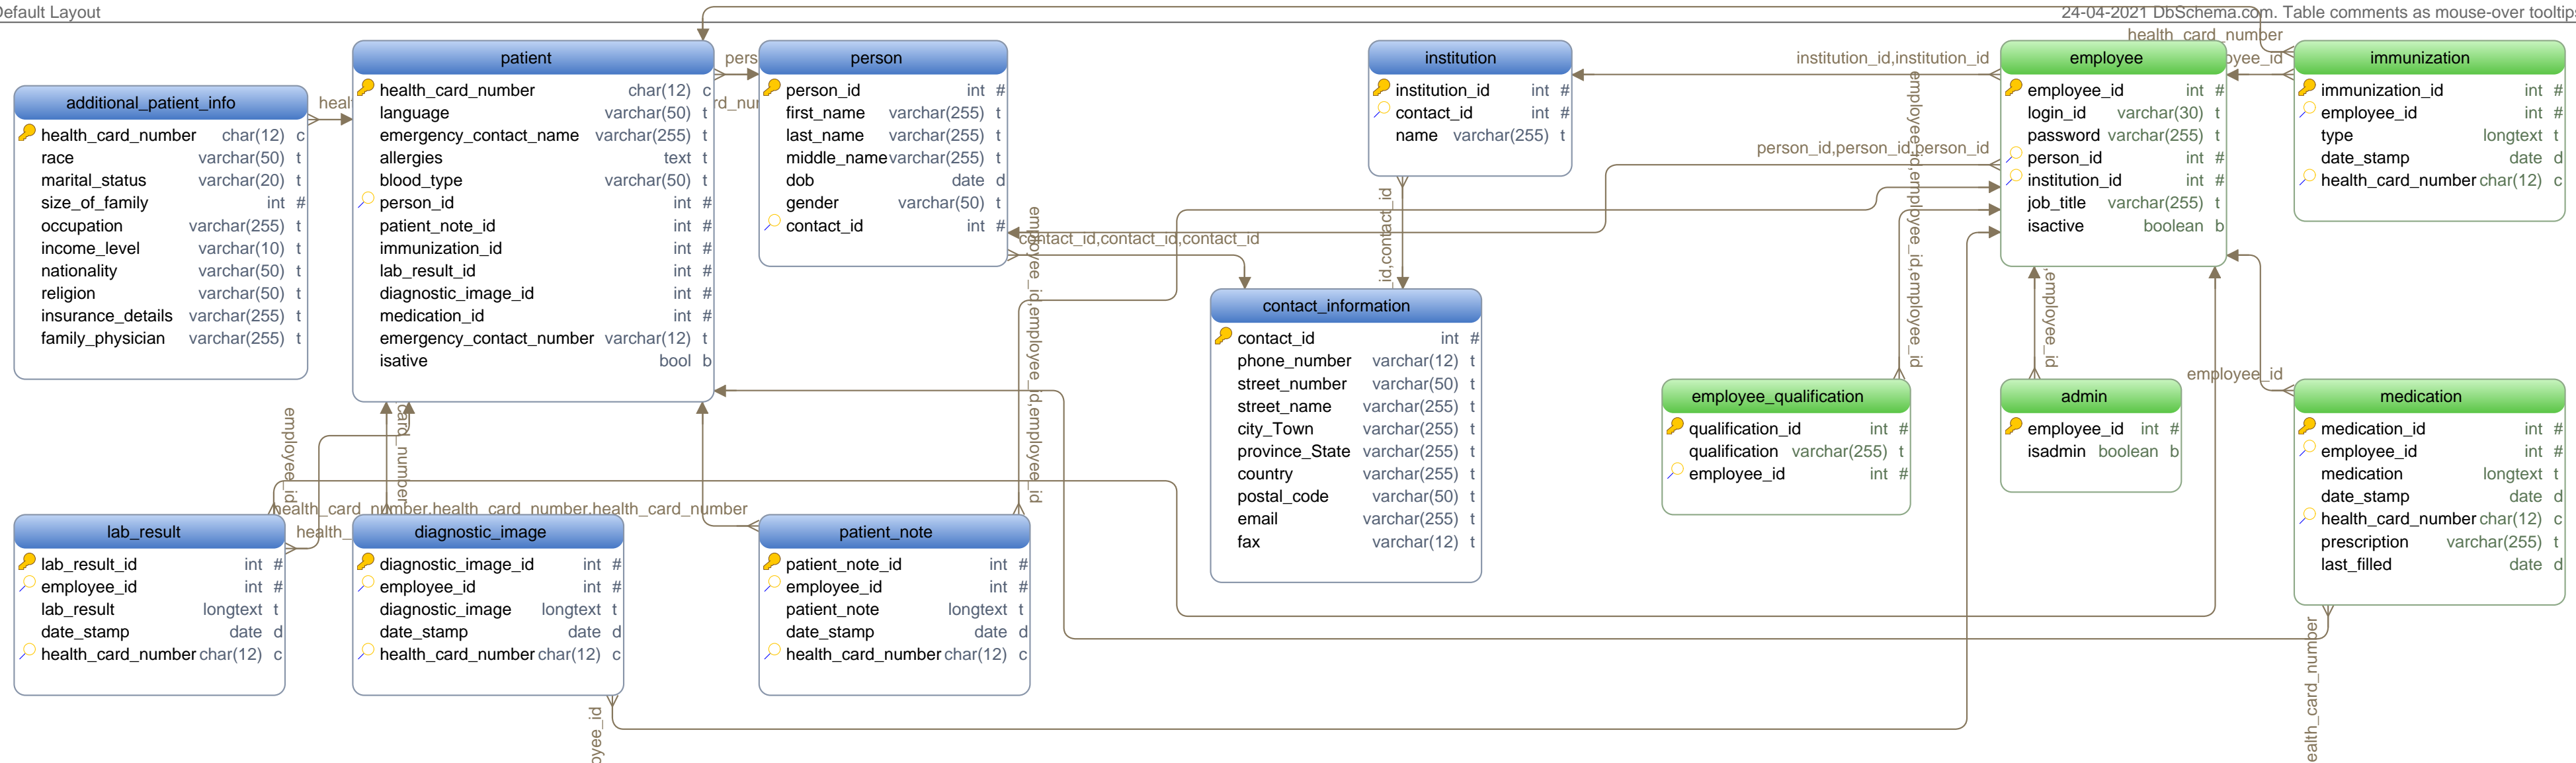 Default Layout
24-04-2021 DbSchema.com. Table comments as mouse-over tooltips
additional_patient_info
health_card_number char(12) c
race varchar(50) t
marital_status varchar(20) t
size_of_family int #
occupation varchar(255) t
income_level varchar(10) t
nationality varchar(50) t
religion varchar(50) t
insurance_details varchar(255) t
family_physician varchar(255) t
patient
health_card_number char(12) c
language varchar(50) t
emergency_contact_name varchar(255) t
allergies text t
blood_type varchar(50) t
person_id int #
patient_note_id int #
immunization_id int #
lab_result_id int #
diagnostic_image_id int #
medication_id int #
emergency_contact_number varchar(12) t
isative bool b
person
person_id int #
first_name varchar(255) t
last_name varchar(255) t
middle_name varchar(255) t
dob date d
gender varchar(50) t
contact_id int #
contact_id,contact_id,contact_id
institution
institution_id int #
contact_id int #
name varchar(255) t
institution_id,institution_id
person_id,person_id,person_id
contact_information
contact_id int #
phone_number varchar(12) t
street_number varchar(50) t
street_name varchar(255) t
city_Town varchar(255) t
province_State varchar(255) t
country varchar(255) t
postal_code varchar(50) t
email varchar(255) t
fax varchar(12) t
employee
employee_id int #
login_id varchar(30) t
password varchar(255) t
person_id int #
institution_id int #
job_title varchar(255) t
isactive boolean b
health_card_number
immunization
immunization_id int #
employee_id int #
type longtext t
date_stamp date d
health_card_number char(12) c
employee_qualification
qualification_id int #
qualification varchar(255) t
employee_id int #
admin
employee_id int #
isadmin boolean b
employee_id
medication
medication_id int #
employee_id int #
medication longtext t
date_stamp date d
health_card_number char(12) c
prescription varchar(255) t
last_filled date d
employee_id
health_card_number,health_card_number,health_card_number
lab_result
lab_result_id int #
employee_id int #
lab_result longtext t
date_stamp date d
health_card_number char(12) c
diagnostic_image
diagnostic_image_id int #
employee_id int #
diagnostic_image longtext t
date_stamp date d
health_card_number char(12) c
patient_note
patient_note_id int #
employee_id int #
patient_note longtext t
date_stamp date d
health_card_number char(12) c
employee_id,employee_id,employee_id
employee_id,employee_id,employee_id,employee_id
,employee_id